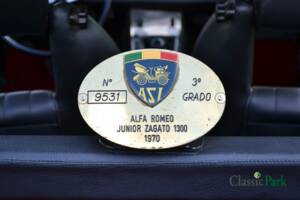 N° 3°
9531 GRADO
ASI
ALFA ROMEO
JUNIOR ZAGATO 1300
1970
ClassicPark